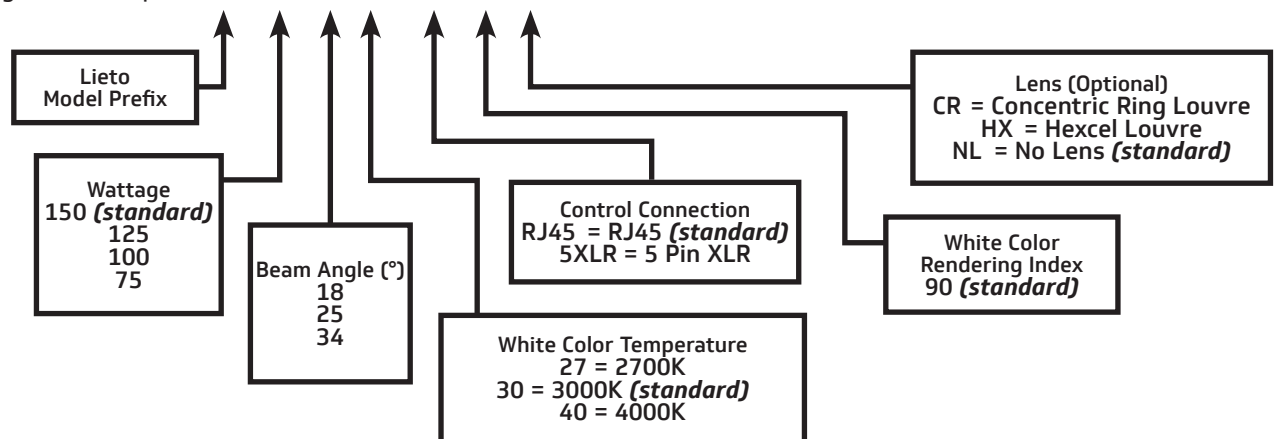 Lieto
Model Prefix
Wattage
150 (standard)
125
100
75
Beam Angle (°)
18
25
34
White Color Temperature
27 = 2700K
30 = 3000K (standard)
40 = 4000K
Control Connection
RJ45 = RJ45 (standard)
5XLR = 5 Pin XLR
White Color
Rendering Index
90 (standard)
Lens (Optional)
CR = Concentric Ring Louvre
HX = Hexcel Louvre
NL = No Lens (standard)